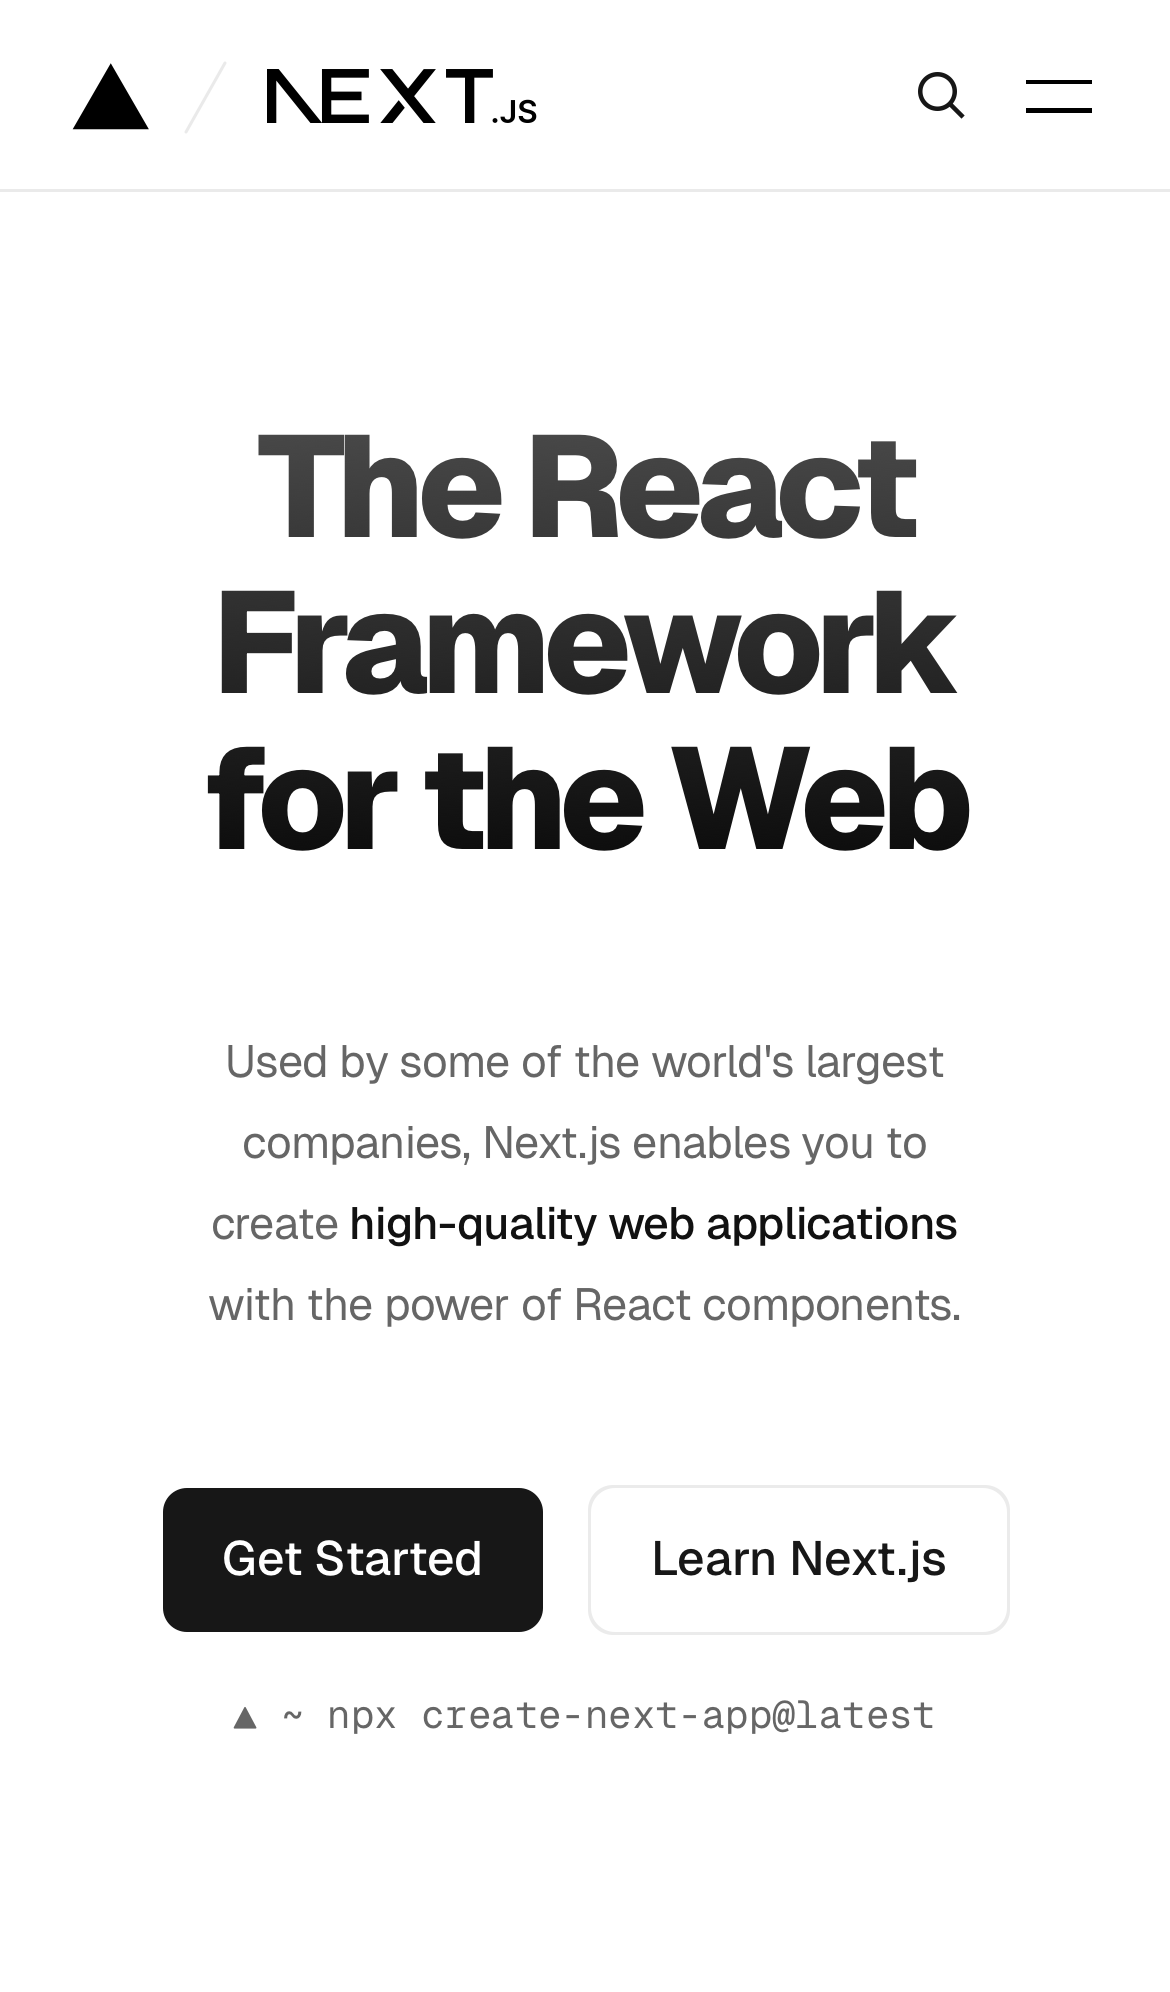 NEXT.JS
The React
Framework
for the Web
Used by some of the world's largest
companies, Next.js enables you to
create high-quality web applications
with the power of React components.
Get Started
Learn Next.js
▲ ~ npx create-next-app@latest